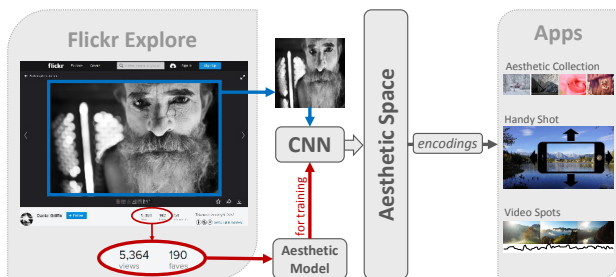 Flickr Explore
flickr
5,364
views
190
faves
CNN
for training
Aesthetic
Model
Aesthetic Space
encodings
Apps
Aesthetic Collection
Handy Shot
Video Spots